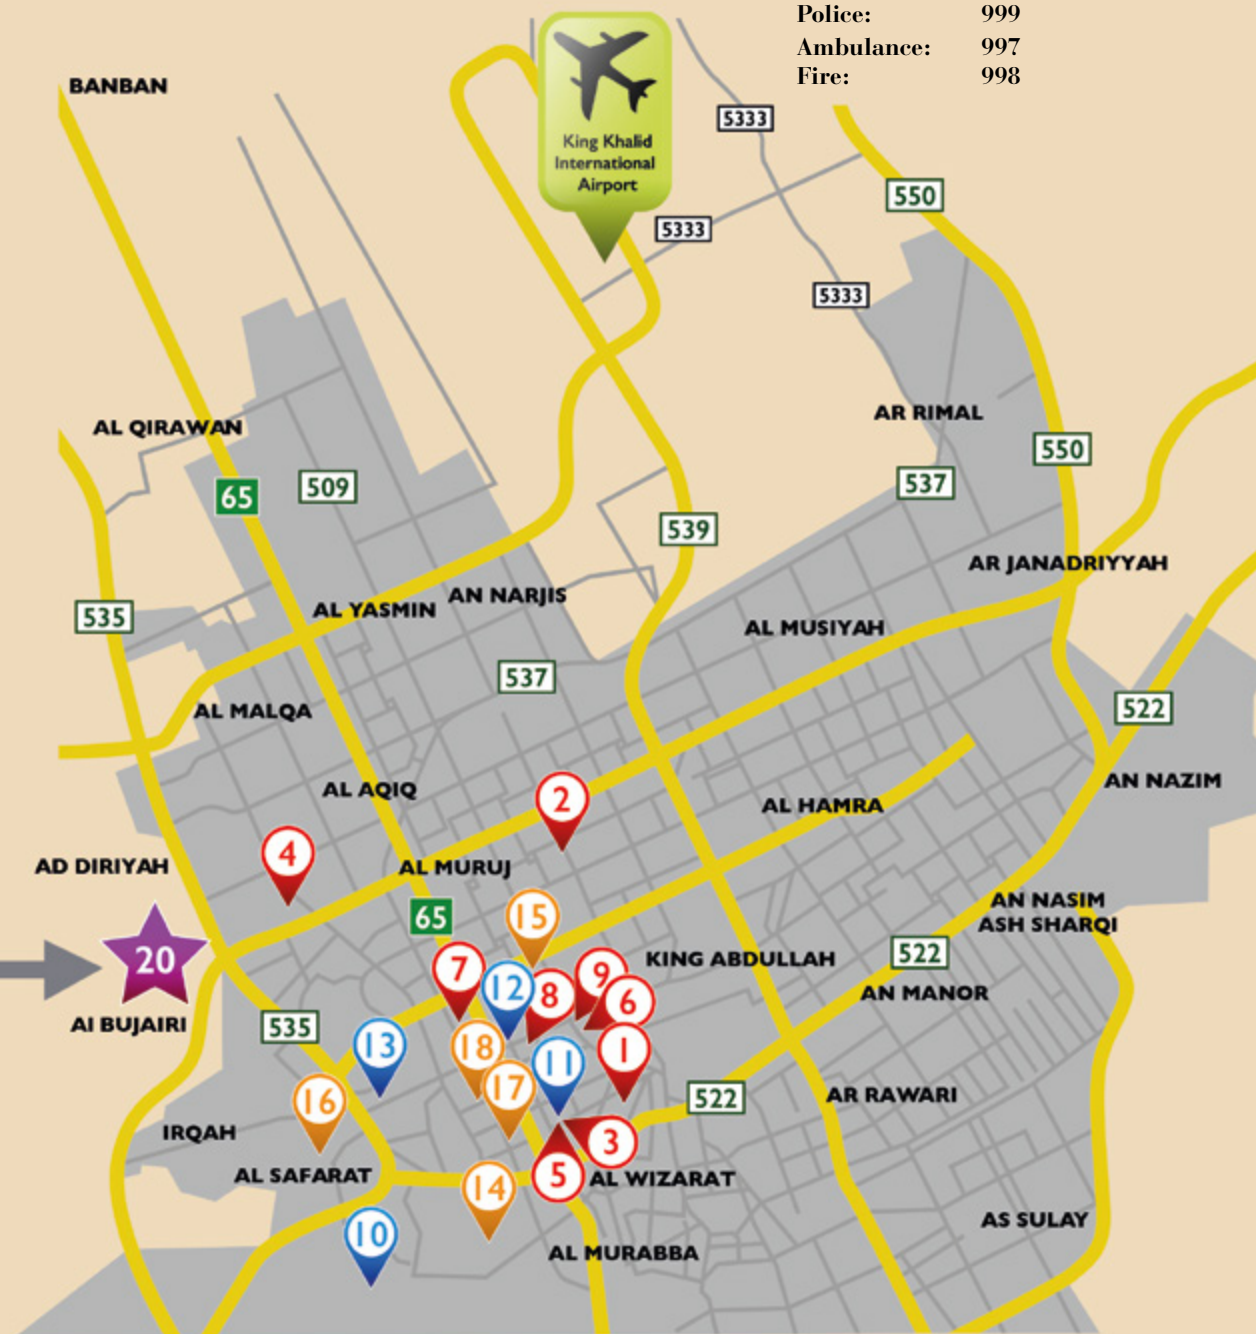 Police: 999
Ambulance: 997
Fire: 998
BANBAN
5333
King Khalid
International
Airport
550
5333
5333
AR RIMAL
AL QIRAWAN
550
537
65
509
539
AR JANADRIYYAH
AN NARJIS
AL YASMIN
535
AL MUSIYAH
537
522
AL MALQA
AN NAZIM
AL AQIQ
2
AL HAMRA
4
AD DIRIYAH
AL MURUJ
AN NASIM
ASH SHARQI
65
15
522
20
KING ABDULLAH
7
9
12
8
6
AN MANOR
Al BUJAIRI
535
13
18
1
11
17
AR RAWARI
522
16
IRQAH
3
AL SAFARAT
5
AL WIZARAT
14
AS SULAY
10
AL MURABBA